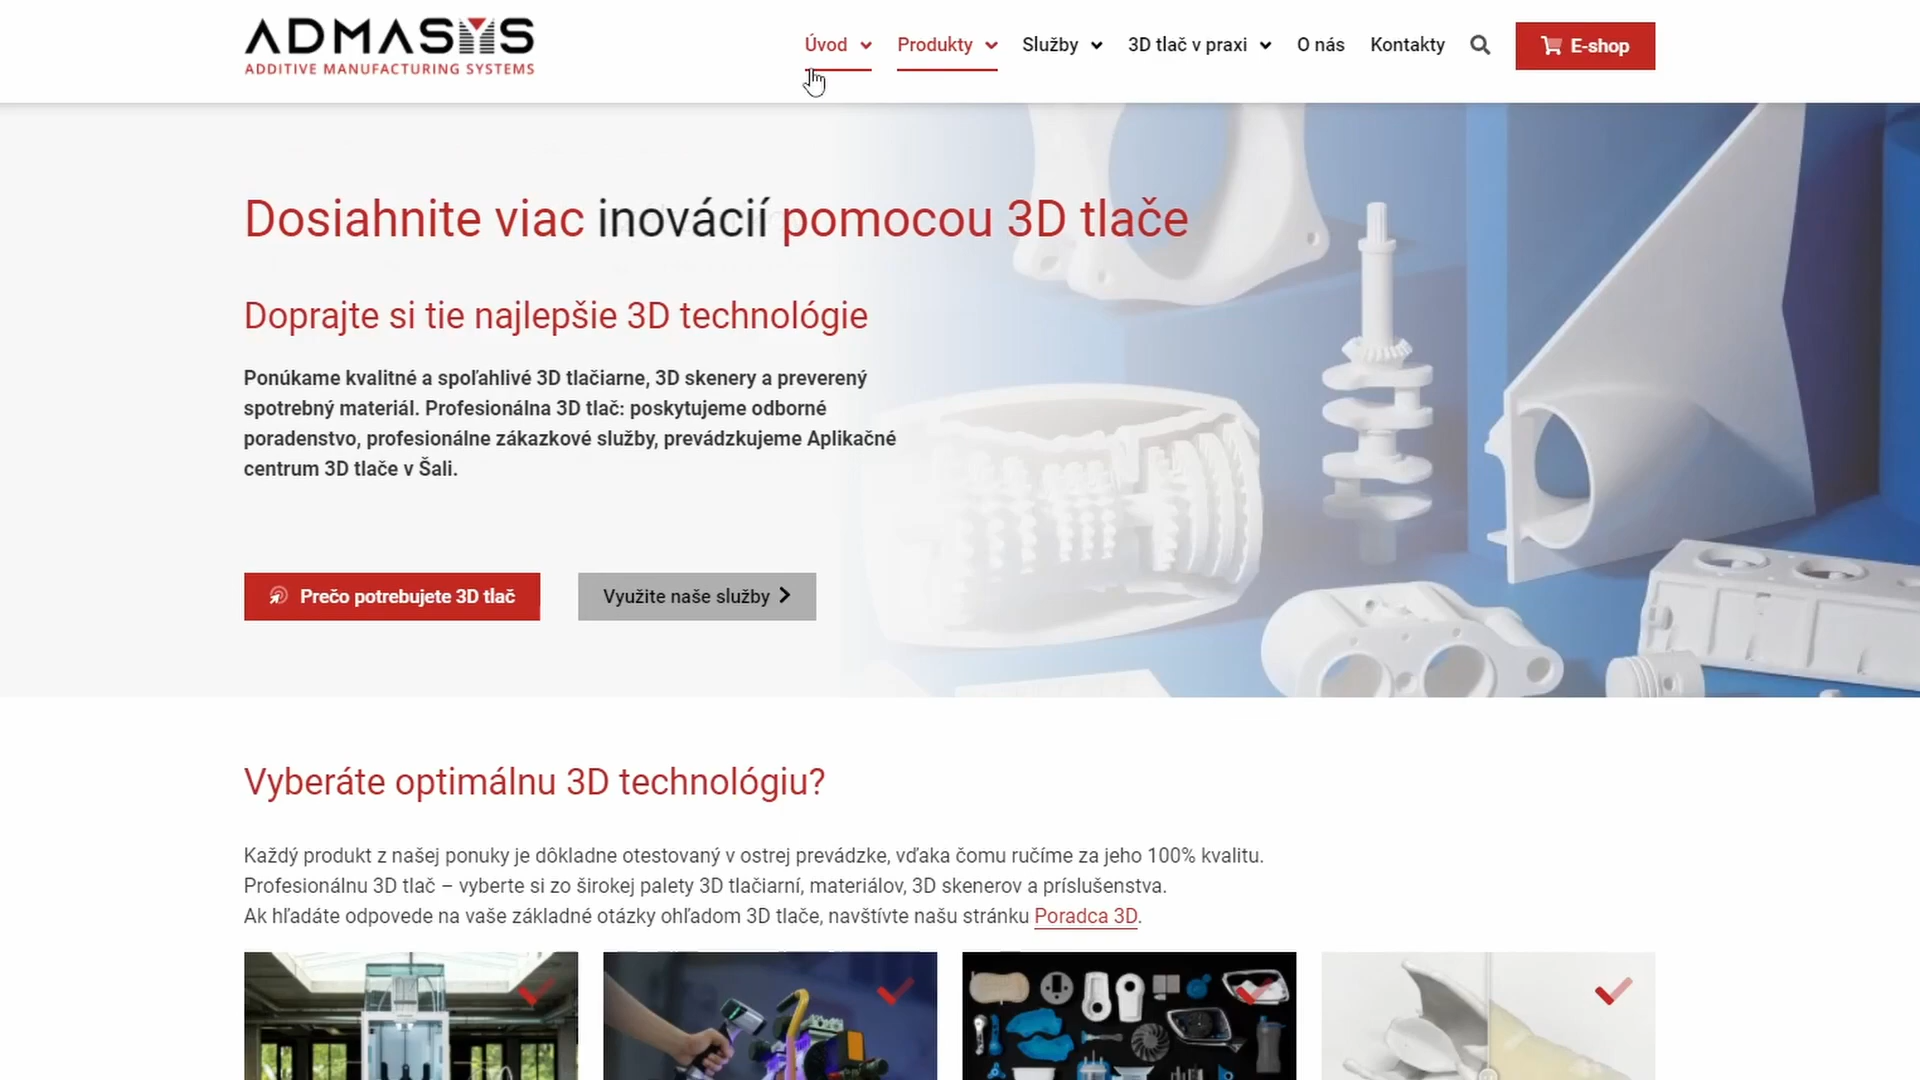 ADMASYS
ADDITIVE MANUFACTURING SYSTEMS
Úvod Produkty Služby 3D tlač v praxi O nás Kontakty E-shop
Dosiahnite viac inovácií pomocou 3D tlače
Doprajte si tie najlepšie 3D technológie
Ponúkame kvalitné a spoľahlivé 3D tlačiarne, 3D skenery a preverený
spotrebný materiál. Profesionálna 3D tlač: poskytujeme odborné
poradenstvo, profesionálne zákazkové služby, prevádzkujeme Aplikačné
centrum 3D tlače v Šali.
Prečo potrebujete 3D tlač Využite naše služby
Vyberáte optimálnu 3D technológiu?
Každý produkt z našej ponuky je dôkladne otestovaný v ostrej prevádzke, vďaka čomu ručíme za jeho 100% kvalitu.
Profesionálnu 3D tlač – vyberte si zo širokej palety 3D tlačiarní, materiálov, 3D skenerov a príslušenstva.
Ak hľadáte odpovede na vaše základné otázky ohľadom 3D tlače, navštívte našu stránku Poradca 3D.